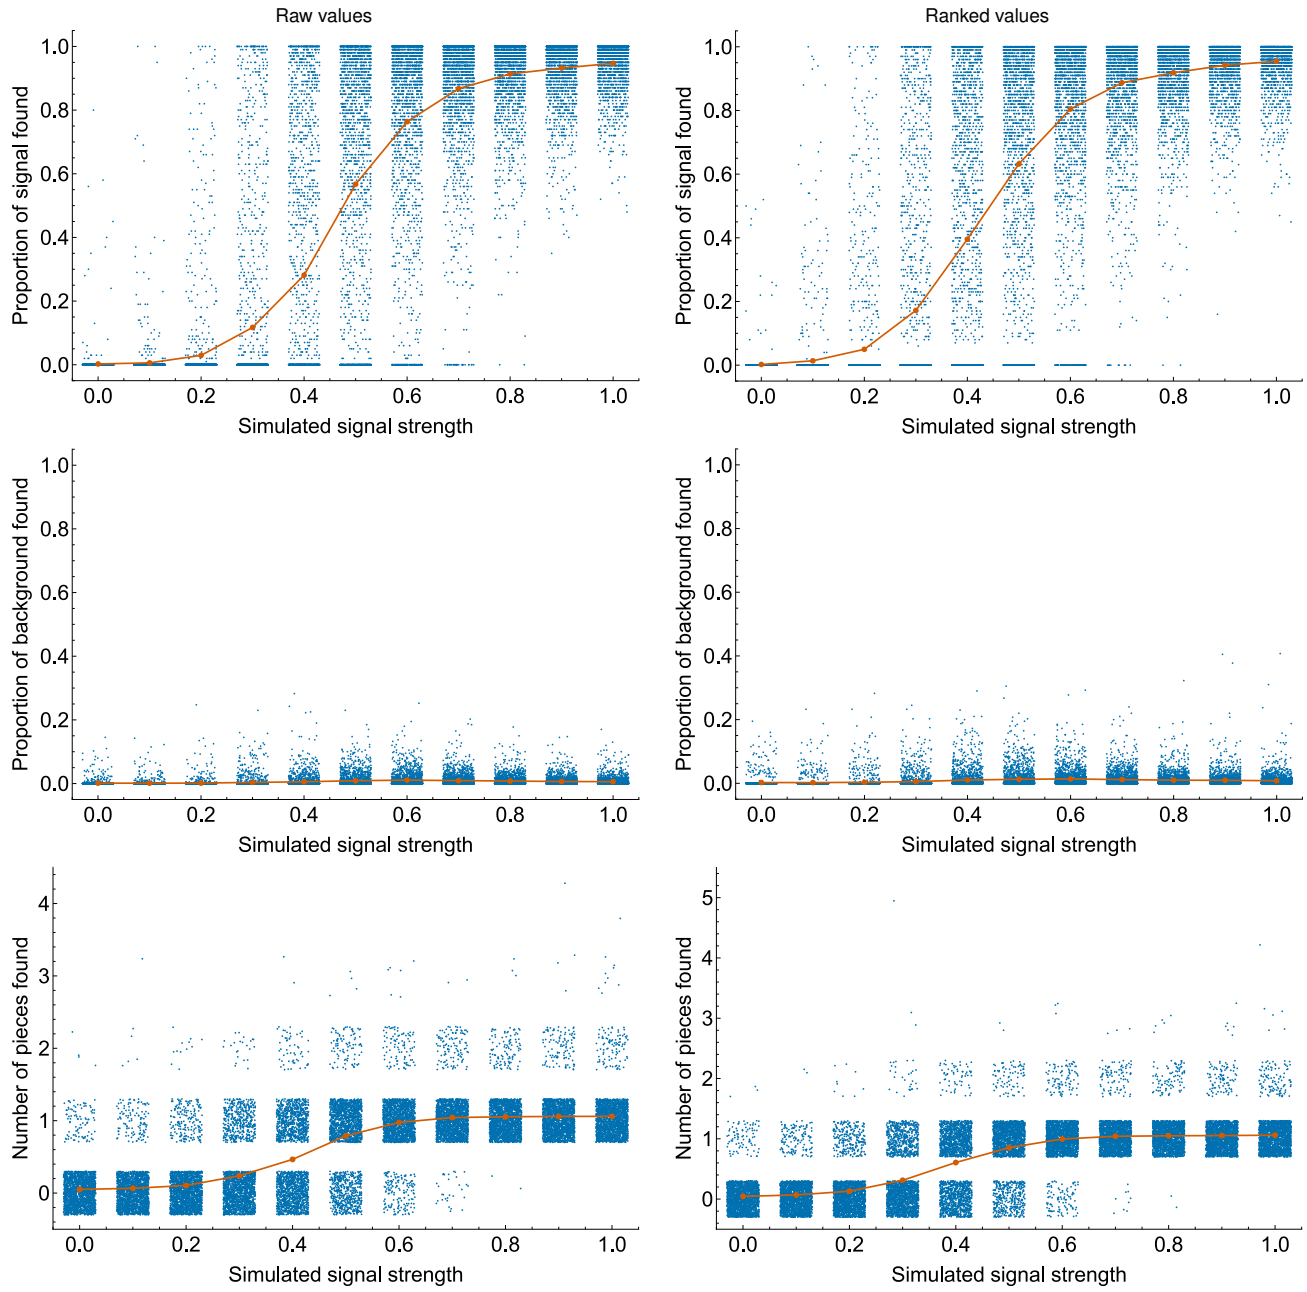 Raw values
Ranked values
Proportion of signal found
1.0
0.8
0.6
0.4
0.2
0.0
0.0 0.2 0.4 0.6 0.8 1.0
Simulated signal strength
Proportion of signal found
1.0
0.8
0.6
0.4
0.2
0.0
0.0 0.2 0.4 0.6 0.8 1.0
Simulated signal strength
Proportion of background found
1.0
0.8
0.6
0.4
0.2
0.0
0.0 0.2 0.4 0.6 0.8 1.0
Simulated signal strength
Proportion of background found
1.0
0.8
0.6
0.4
0.2
0.0
0.0 0.2 0.4 0.6 0.8 1.0
Simulated signal strength
Number of pieces found
4
3
2
1
0
0.0 0.2 0.4 0.6 0.8 1.0
Simulated signal strength
Number of pieces found
5
4
3
2
1
0
0.0 0.2 0.4 0.6 0.8 1.0
Simulated signal strength